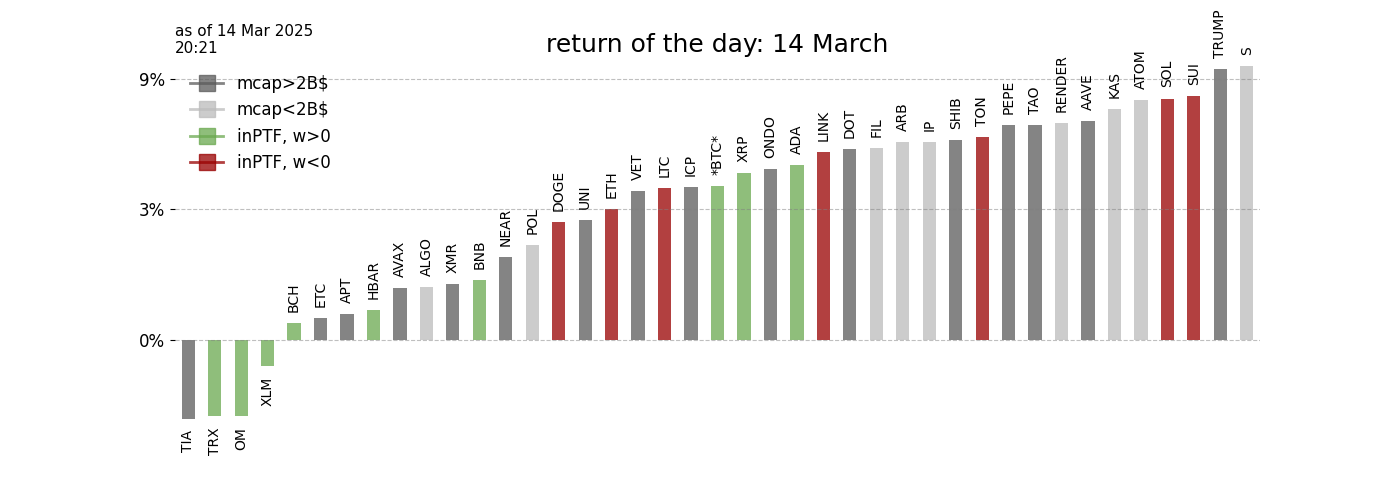 as of 14 Mar 2025
20:21
return of the day: 14 March
9%
3%
0%
mcap>2B$
mcap<2B$
inPTF, w>0
inPTF, w<0
TIA
TRX
OM
XLM
BCH
ETC
APT
HBAR
AVAX
ALGO
XMR
BNB
NEAR
POL
DOGE
UNI
ETH
VET
LTC
ICP
*BTC*
XRP
ONDO
ADA
LINK
DOT
FIL
ARB
IP
SHIB
TON
PEPE
TAO
RENDER
AAVE
KAS
ATOM
SOL
SUI
TRUMP
S